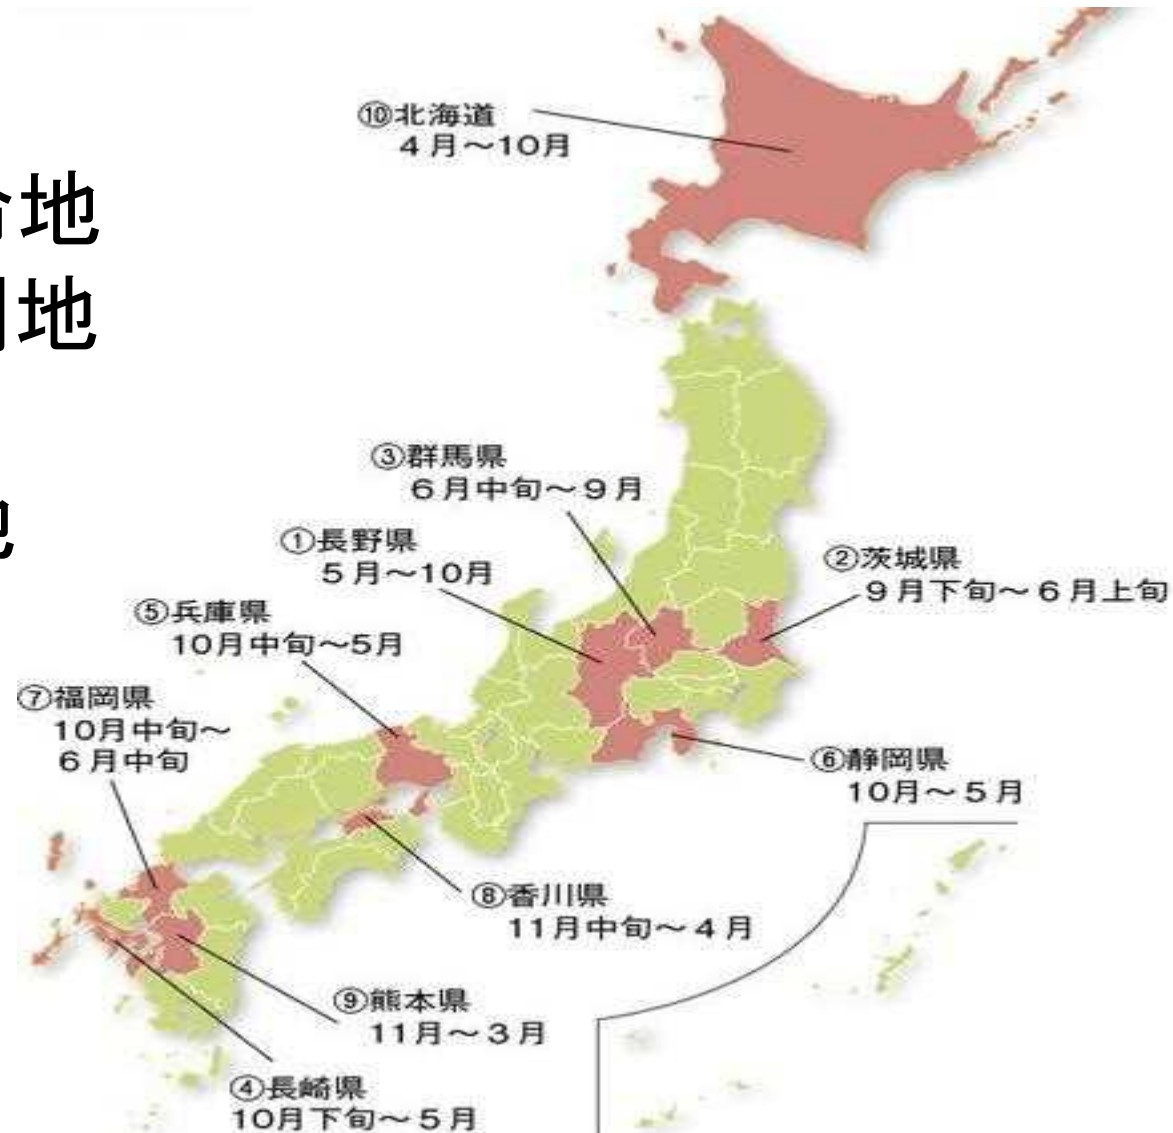 地
地
⑩北海道
4月～10月
③群馬県
6月中旬～9月
①長野県
5月～10月
②茨城県
9月下旬～6月上旬
⑤兵庫県
10月中旬～5月
⑦福岡県
10月中旬～
6月中旬
⑥静岡県
10月～5月
⑧香川県
11月中旬～4月
⑨熊本県
11月～3月
④長崎県
10月下旬～5月